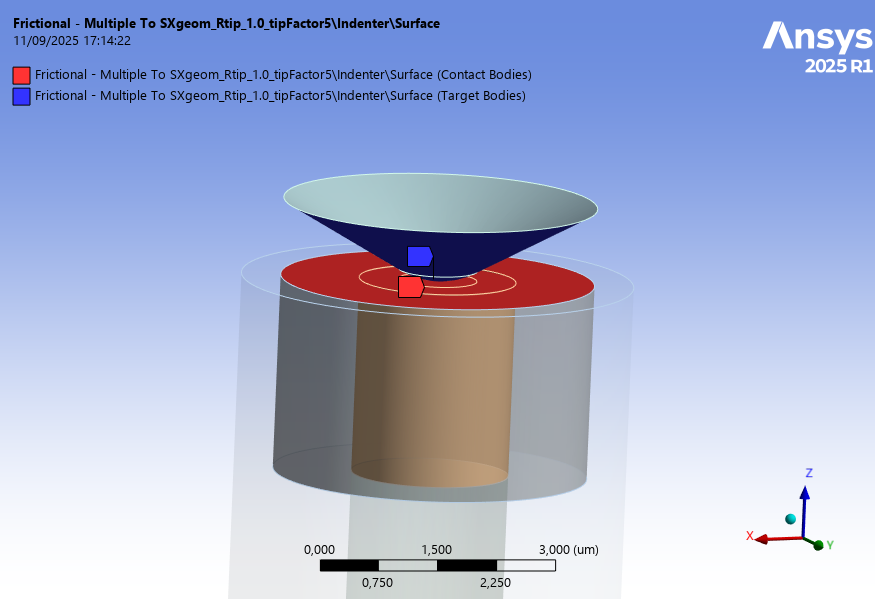 Frictional - Multiple To SXgeom_Rtip_1.0_tipFactor5\Indenter\Surface
11/09/2025 17:14:22
Frictional - Multiple To SXgeom_Rtip_1.0_tipFactor5\Indenter\Surface (Contact Bodies)
Frictional - Multiple To SXgeom_Rtip_1.0_tipFactor5\Indenter\Surface (Target Bodies)
Ansys
2025 R1
Z
X
Y
0,000 1,500 3,000 (um)
0,750 2,250